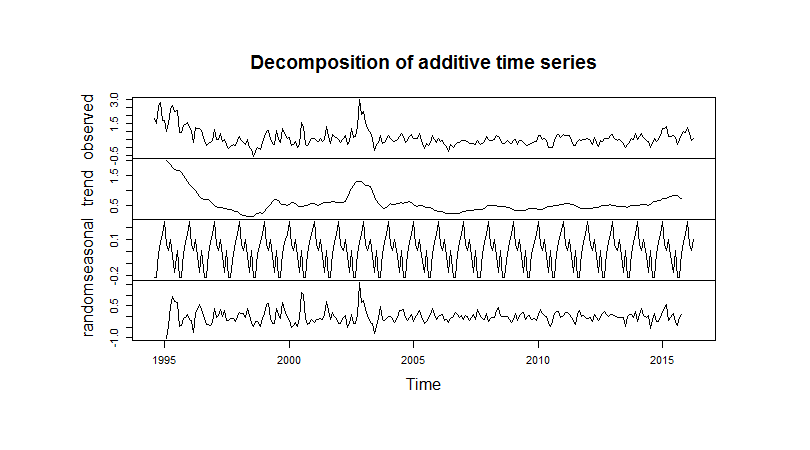 Decomposition of additive time series
observed
-0.5 1.5 3.0
trend
0.5 1.5
seasonal
-0.2 0.1
random
-1.0 0.5
1995 2000 2005 2010 2015
Time